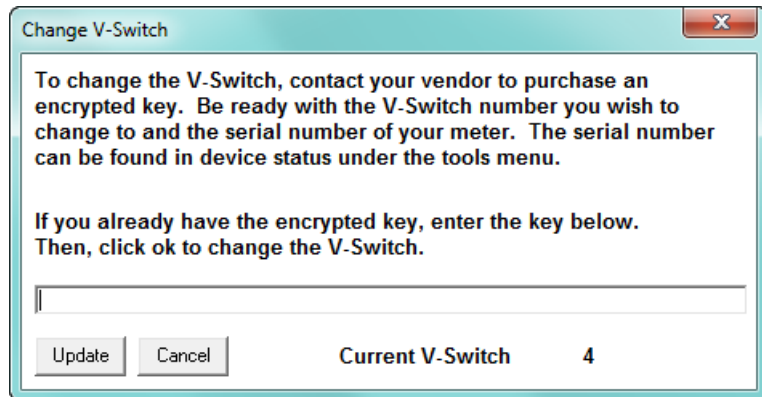 Change V-Switch
X
To change the V-Switch, contact your vendor to purchase an
encrypted key.  Be ready with the V-Switch number you wish to
change to and the serial number of your meter.  The serial number
can be found in device status under the tools menu.
If you already have the encrypted key, enter the key below.
Then, click ok to change the V-Switch.
Update Cancel Current V-Switch 4